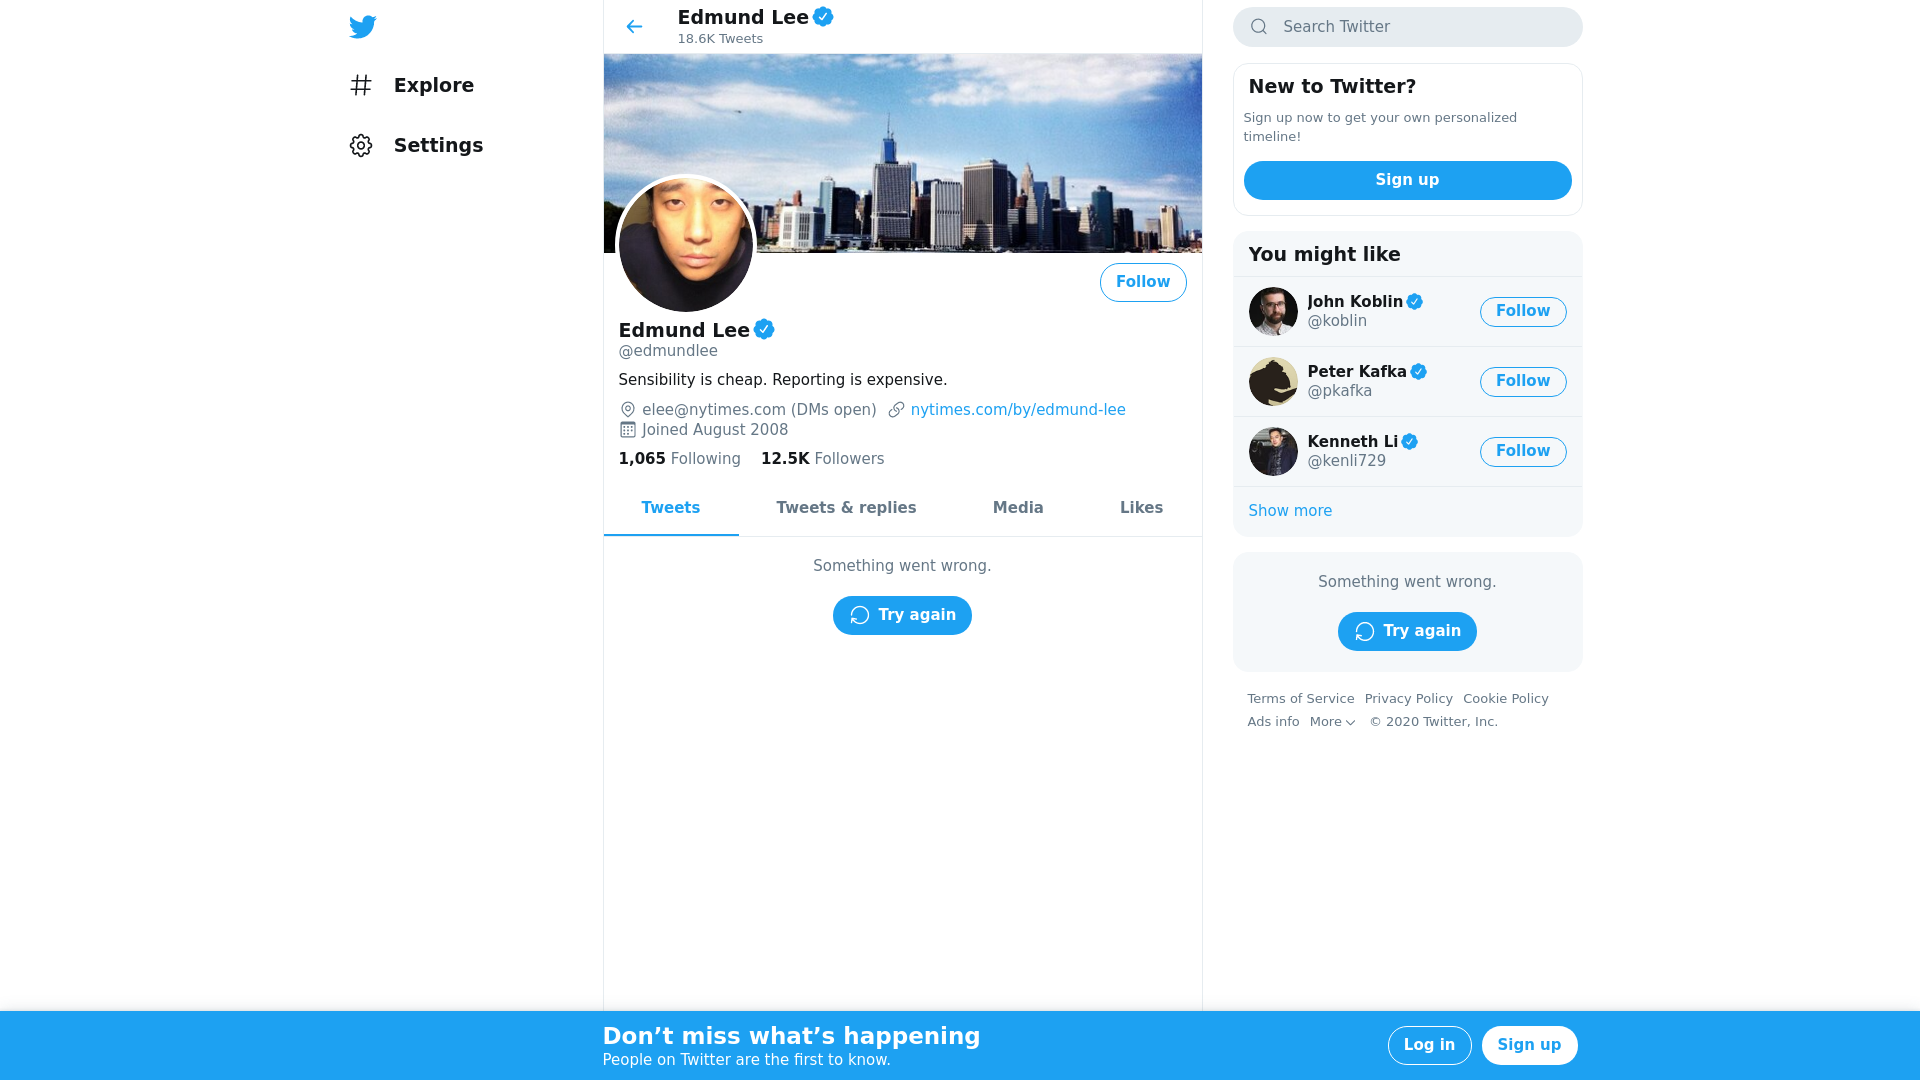 Explore
Settings
Edmund Lee
18.6K Tweets
Follow
Edmund Lee
@edmundlee
Sensibility is cheap. Reporting is expensive.
elee@nytimes.com (DMs open) nytimes.com/by/edmund-lee
Joined August 2008
1,065 Following 12.5K Followers
Tweets Tweets & replies Media Likes
Something went wrong.
Try again
Search Twitter
New to Twitter?
Sign up now to get your own personalized
timeline!
Sign up
You might like
John Koblin
@koblin
Follow
Peter Kafka
@pkafka
Follow
Kenneth Li
@kenli729
Follow
Show more
Something went wrong.
Try again
Terms of Service Privacy Policy Cookie Policy
Ads info More © 2020 Twitter, Inc.
Don’t miss what’s happening
People on Twitter are the first to know.
Log in Sign up